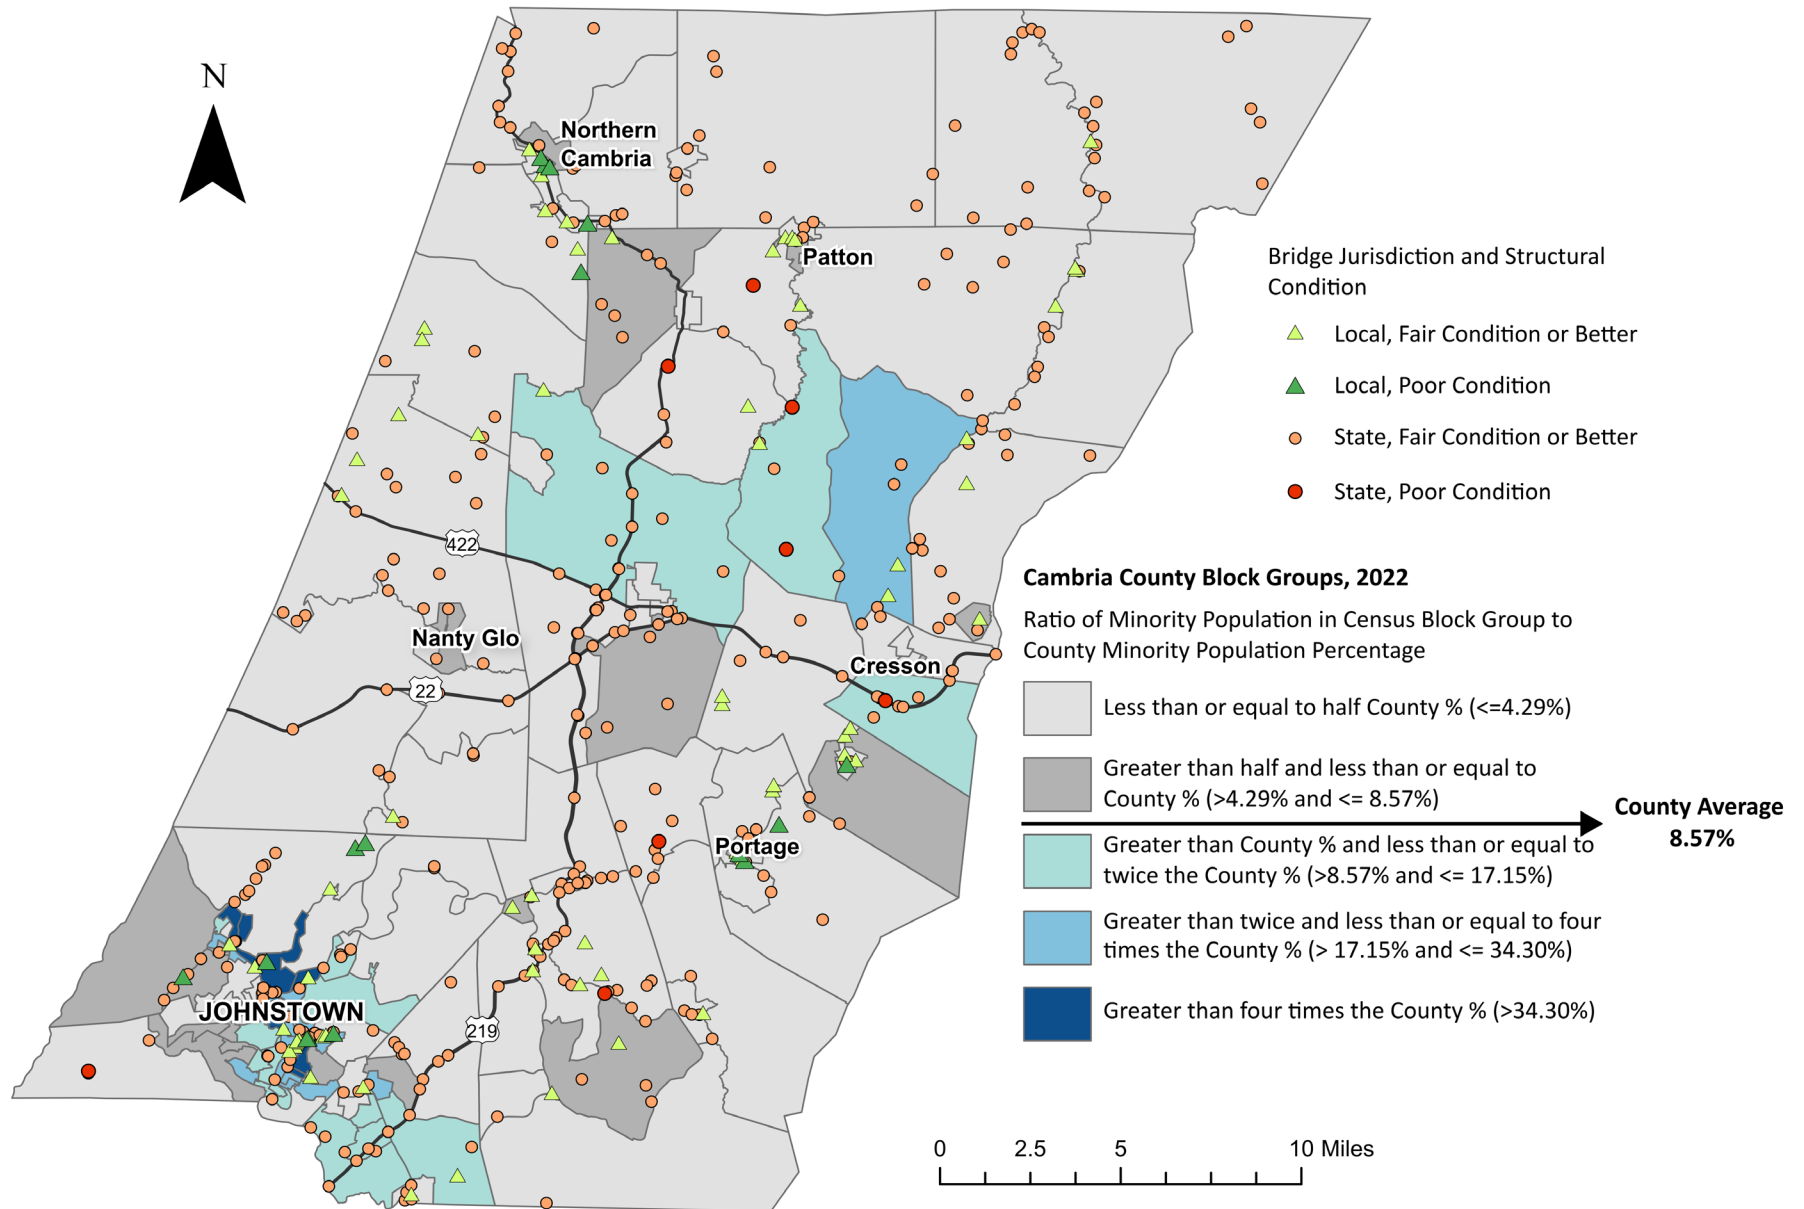 N
Northern
Cambria
Patton
422
Nanty Glo
22
Cresson
Portage
JOHNSTOWN
219
Bridge Jurisdiction and Structural
Condition
Local, Fair Condition or Better
Local, Poor Condition
State, Fair Condition or Better
State, Poor Condition
Cambria County Block Groups, 2022
Ratio of Minority Population in Census Block Group to
County Minority Population Percentage
Less than or equal to half County % (<=4.29%)
Greater than half and less than or equal to
County % (>4.29% and <= 8.57%)
County Average
8.57%
Greater than County % and less than or equal to
twice the County % (>8.57% and <= 17.15%)
Greater than twice and less than or equal to four
times the County % (> 17.15% and <= 34.30%)
Greater than four times the County % (>34.30%)
0 2.5 5 10 Miles